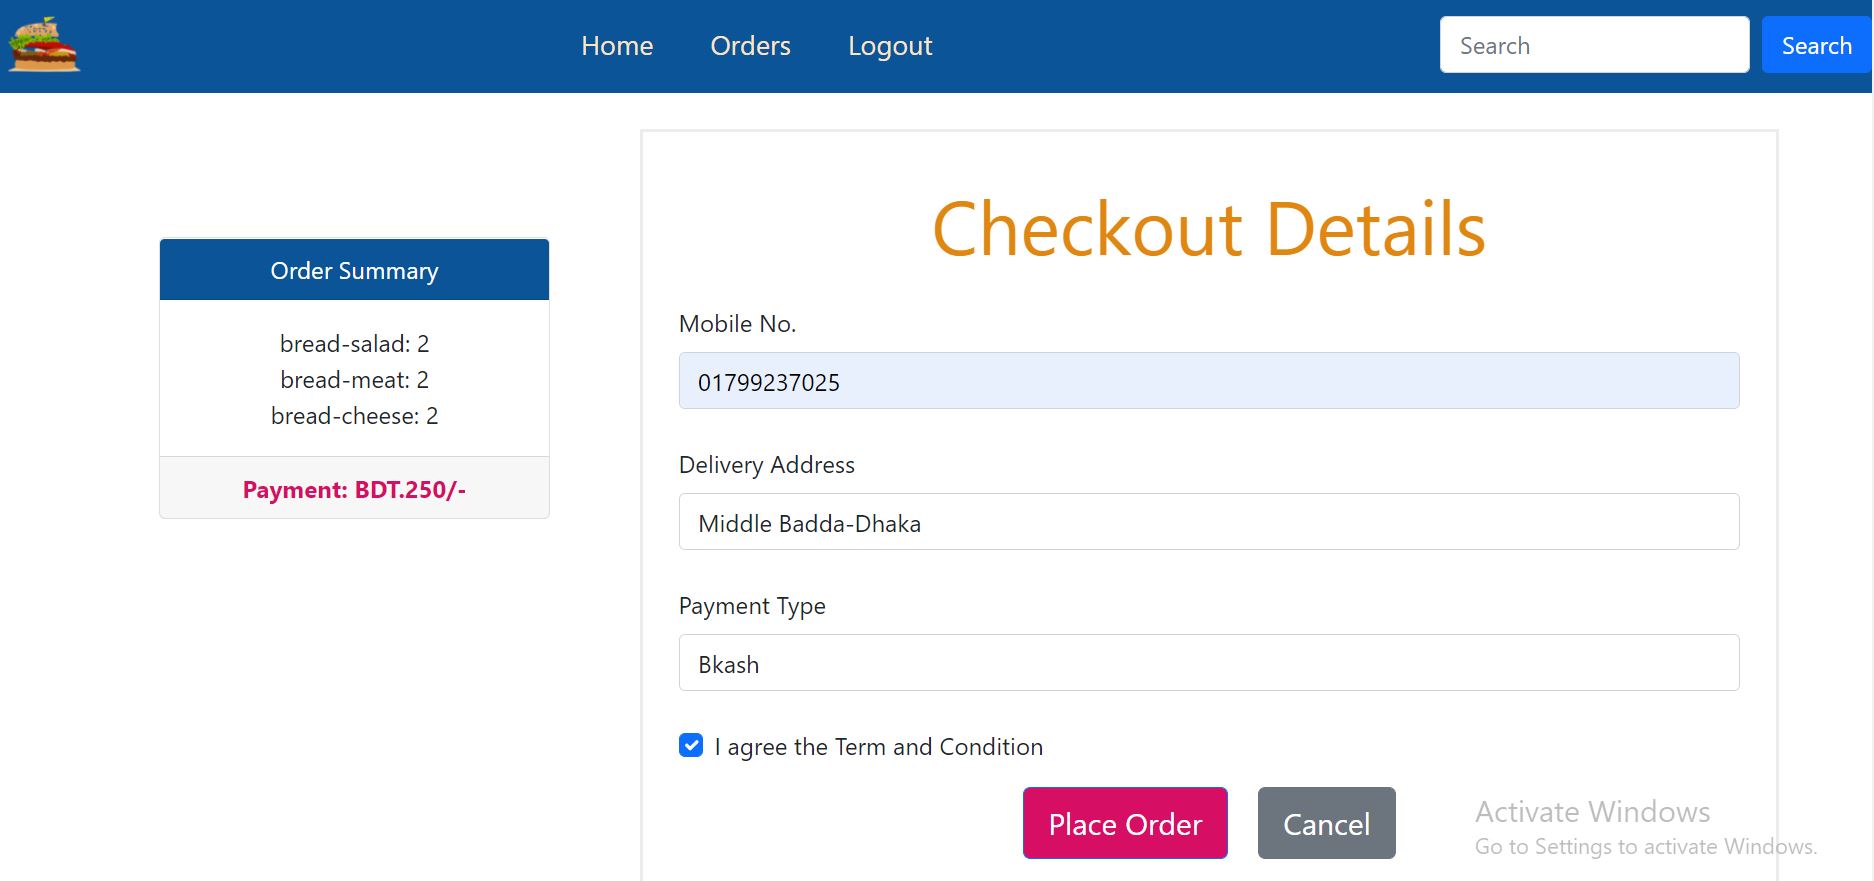 Home Orders Logout Search Search
Order Summary
bread-salad: 2
bread-meat: 2
bread-cheese: 2
Payment: BDT.250/-
Checkout Details
Mobile No.
01799237025
Delivery Address
Middle Badda-Dhaka
Payment Type
Bkash
I agree the Term and Condition
Place Order Cancel
Activate Windows
Go to Settings to activate Windows.